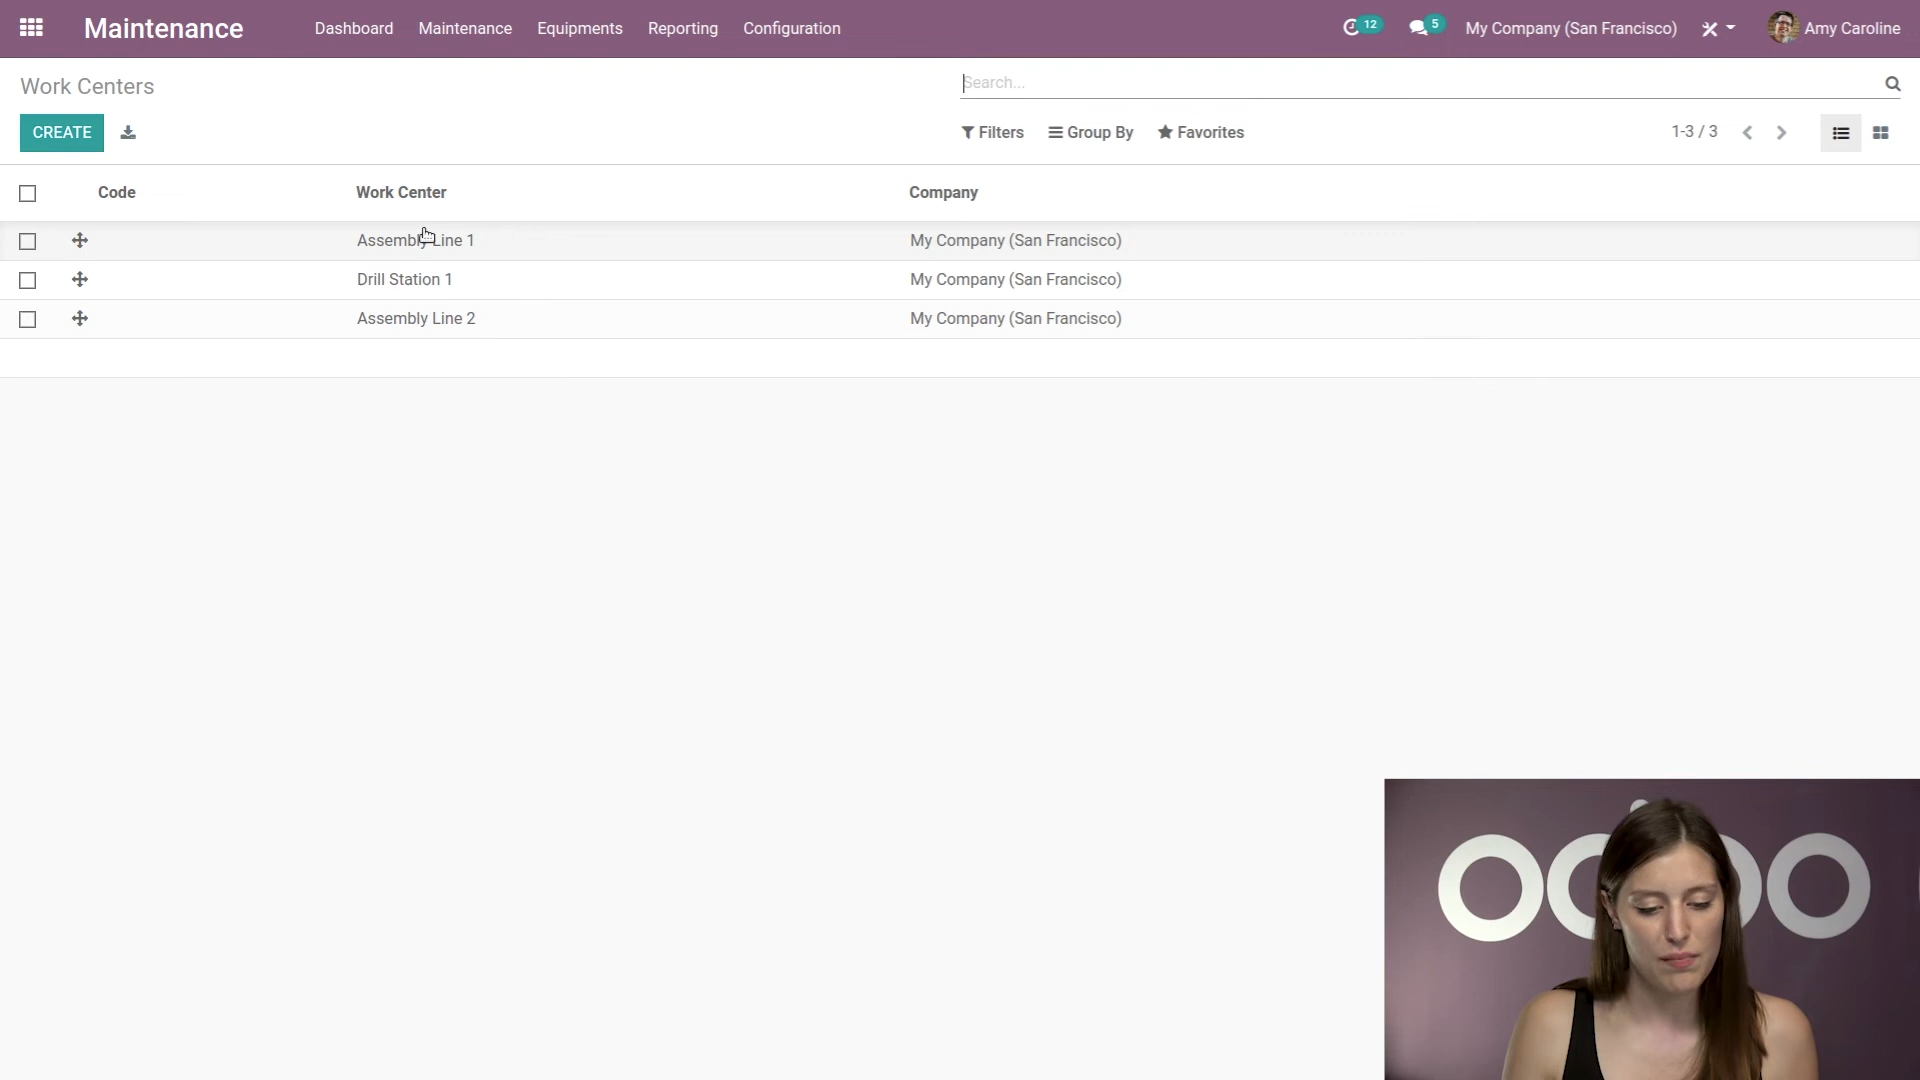 Maintenance Dashboard Maintenance Equipments Reporting Configuration 12 5 My Company (San Francisco) Amy Caroline
Work Centers Search...
CREATE Filters Group By Favorites 1-3 / 3
Code Work Center Company
Assembly Line 1 My Company (San Francisco)
Drill Station 1 My Company (San Francisco)
Assembly Line 2 My Company (San Francisco)
odoo